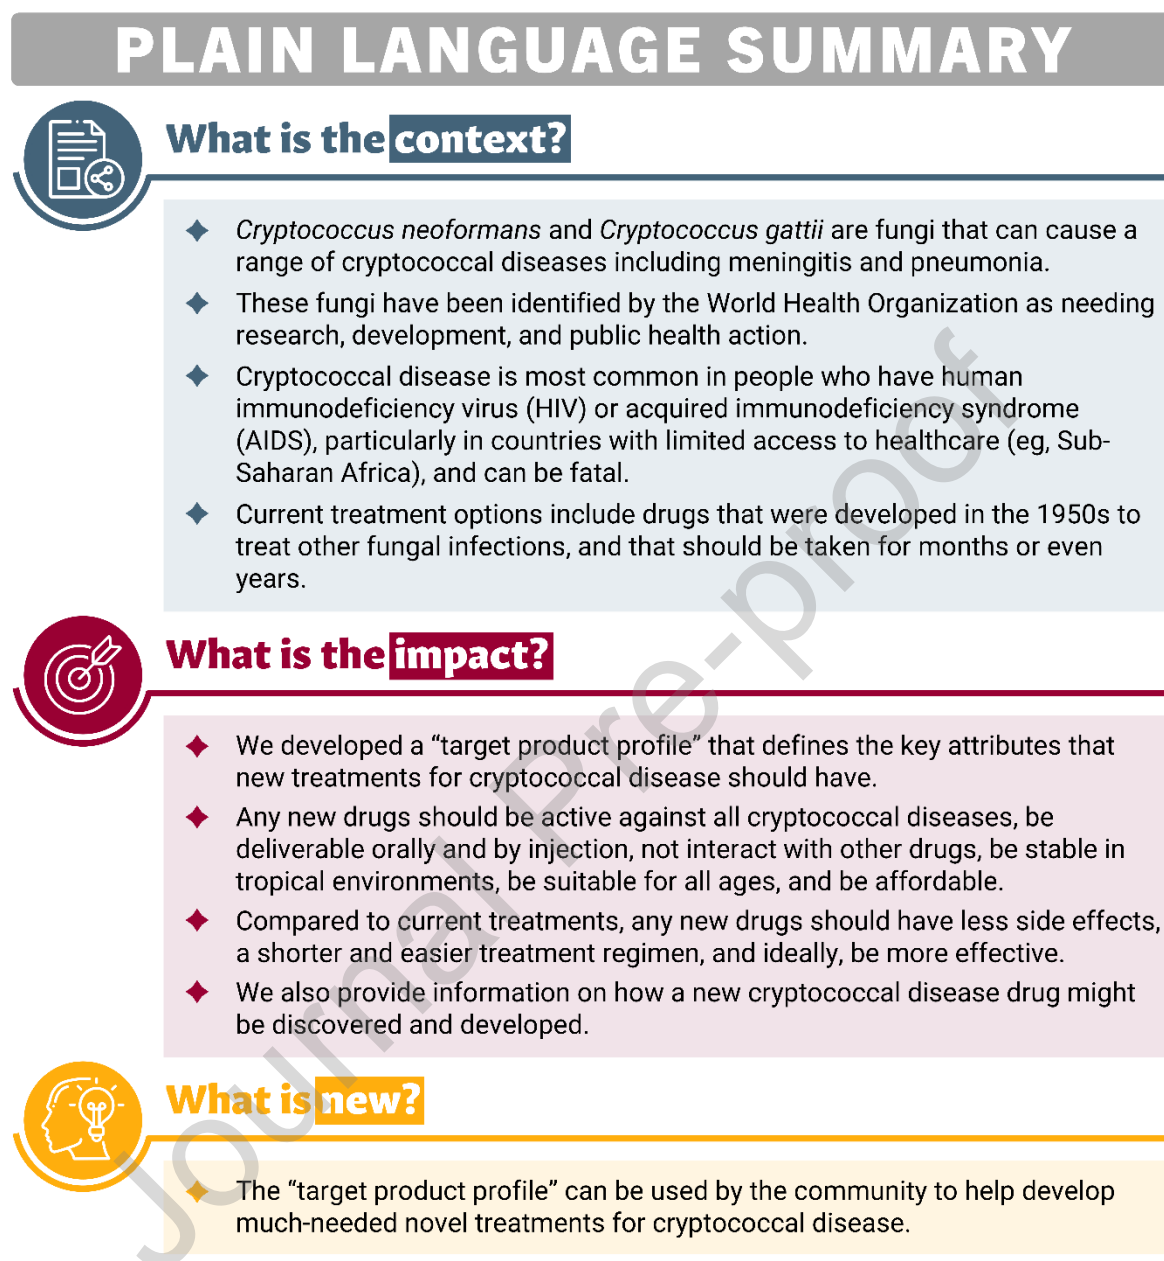 PLAIN LANGUAGE SUMMARY
What is the context?
Cryptococcus neoformans and Cryptococcus gattii are fungi that can cause a
range of cryptococcal diseases including meningitis and pneumonia.
These fungi have been identified by the World Health Organization as needing
research, development, and public health action.
Cryptococcal disease is most common in people who have human
immunodeficiency virus (HIV) or acquired immunodeficiency syndrome
(AIDS), particularly in countries with limited access to healthcare (eg, Sub-
Saharan Africa), and can be fatal.
Current treatment options include drugs that were developed in the 1950s to
treat other fungal infections, and that should be taken for months or even
years.
What is the impact?
We developed a “target product profile” that defines the key attributes that
new treatments for cryptococcal disease should have.
Any new drugs should be active against all cryptococcal diseases, be
deliverable orally and by injection, not interact with other drugs, be stable in
tropical environments, be suitable for all ages, and be affordable.
Compared to current treatments, any new drugs should have less side effects,
a shorter and easier treatment regimen, and ideally, be more effective.
We also provide information on how a new cryptococcal disease drug might
be discovered and developed.
What is new?
The “target product profile” can be used by the community to help develop
much-needed novel treatments for cryptococcal disease.
Journal Pre-proof